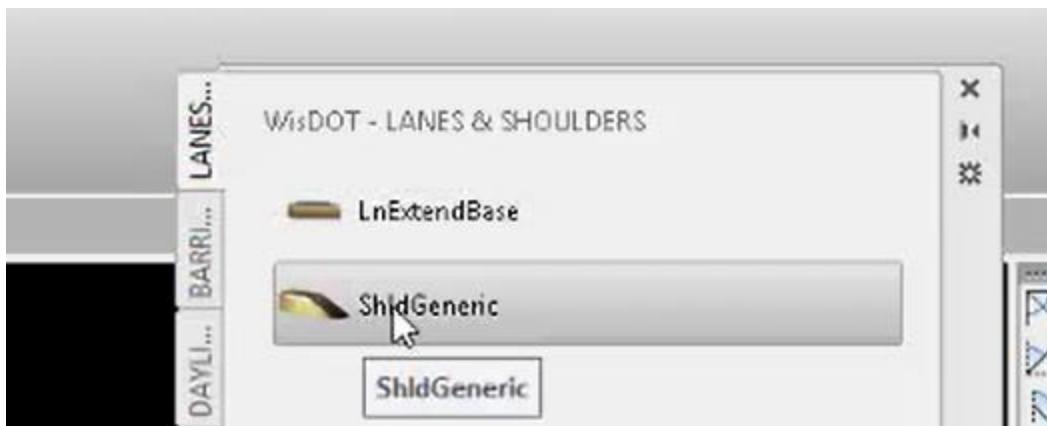 LANES...
WisDOT - LANES & SHOULDERS
LnExtendBase
BARRI...
ShldGeneric
ShldGeneric
DAYLI...